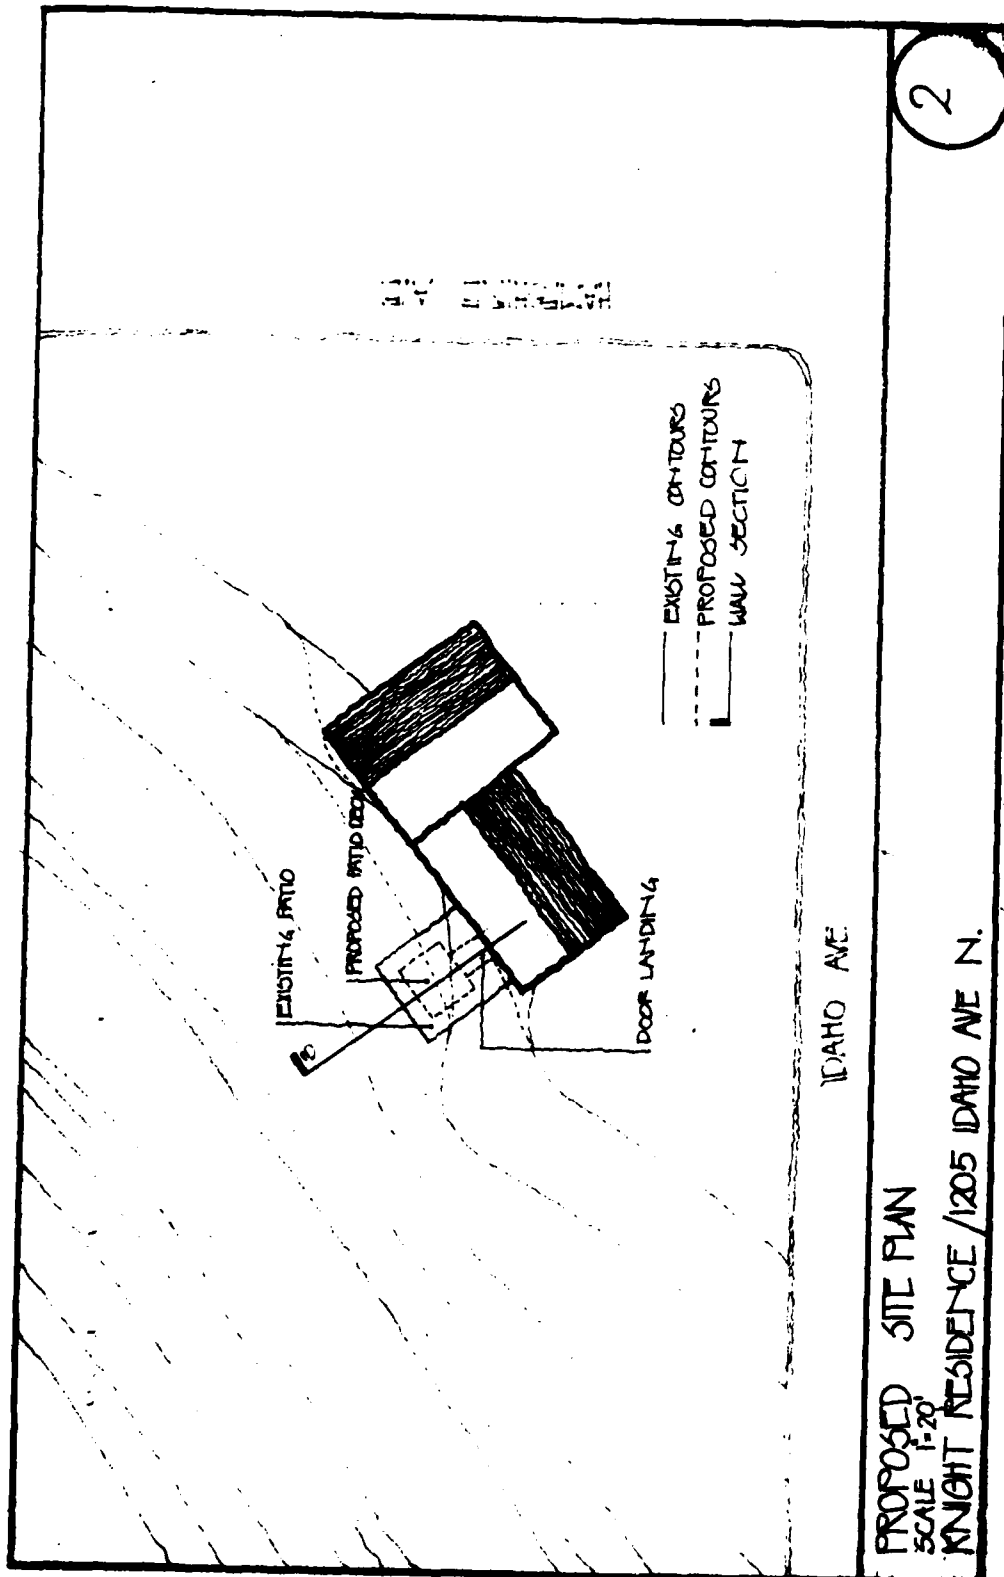 EXISTING PATIO
PROPOSED PATIO DECK
DOOR LANDING
EXISTING CONTOURS
PROPOSED CONTOURS
WALL SECTION
IDAHO AVE
PROPOSED SITE PLAN
SCALE 1"=20'
KNIGHT RESIDENCE / 1205 IDAHO AVE N.
2